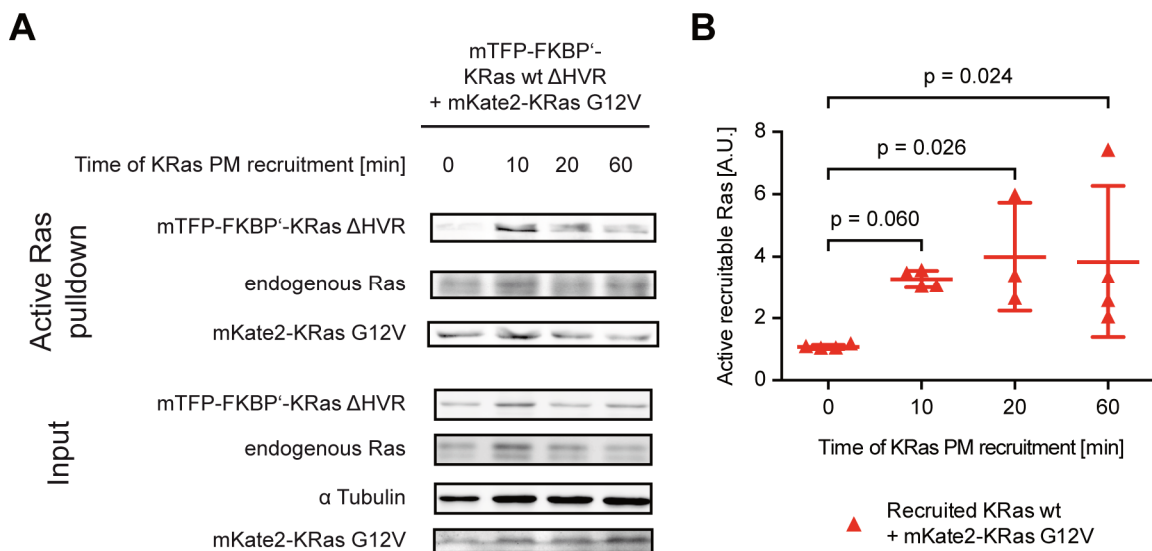 A
mTFP-FKBP‘-
KRas wt ΔHVR
+ mKate2-KRas G12V
Time of KRas PM recruitment [min] 0 10 20 60
Active Ras
pulldown
mTFP-FKBP‘-KRas ΔHVR
endogenous Ras
mKate2-KRas G12V
Input
mTFP-FKBP‘-KRas ΔHVR
endogenous Ras
α Tubulin
mKate2-KRas G12V
B
p = 0.024
p = 0.026
p = 0.060
Active recruitable Ras [A.U.]
8
6
4
2
0
0 10 20 60
Time of KRas PM recruitment [min]
Recruited KRas wt
+ mKate2-KRas G12V